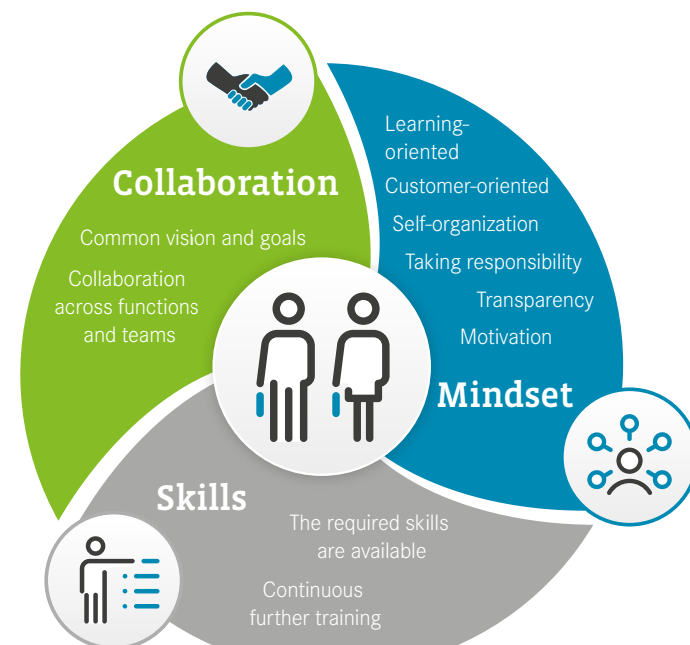 Collaboration
Common vision and goals
Collaboration
across functions
and teams
Learning-
oriented
Customer-oriented
Self-organization
Taking responsibility
Transparency
Motivation
Mindset
Skills
The required skills
are available
Continuous
further training